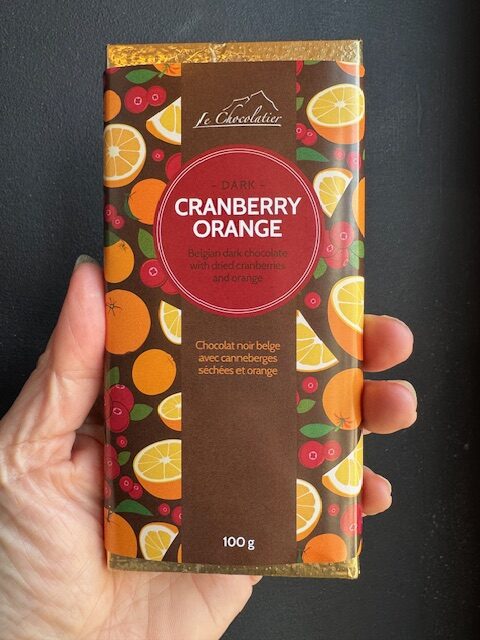 Le Chocolatier
- DARK -
CRANBERRY
ORANGE
Belgian dark chocolate
with dried cranberries
and orange
Chocolat noir belge
avec canneberges
séchées et orange
100 g